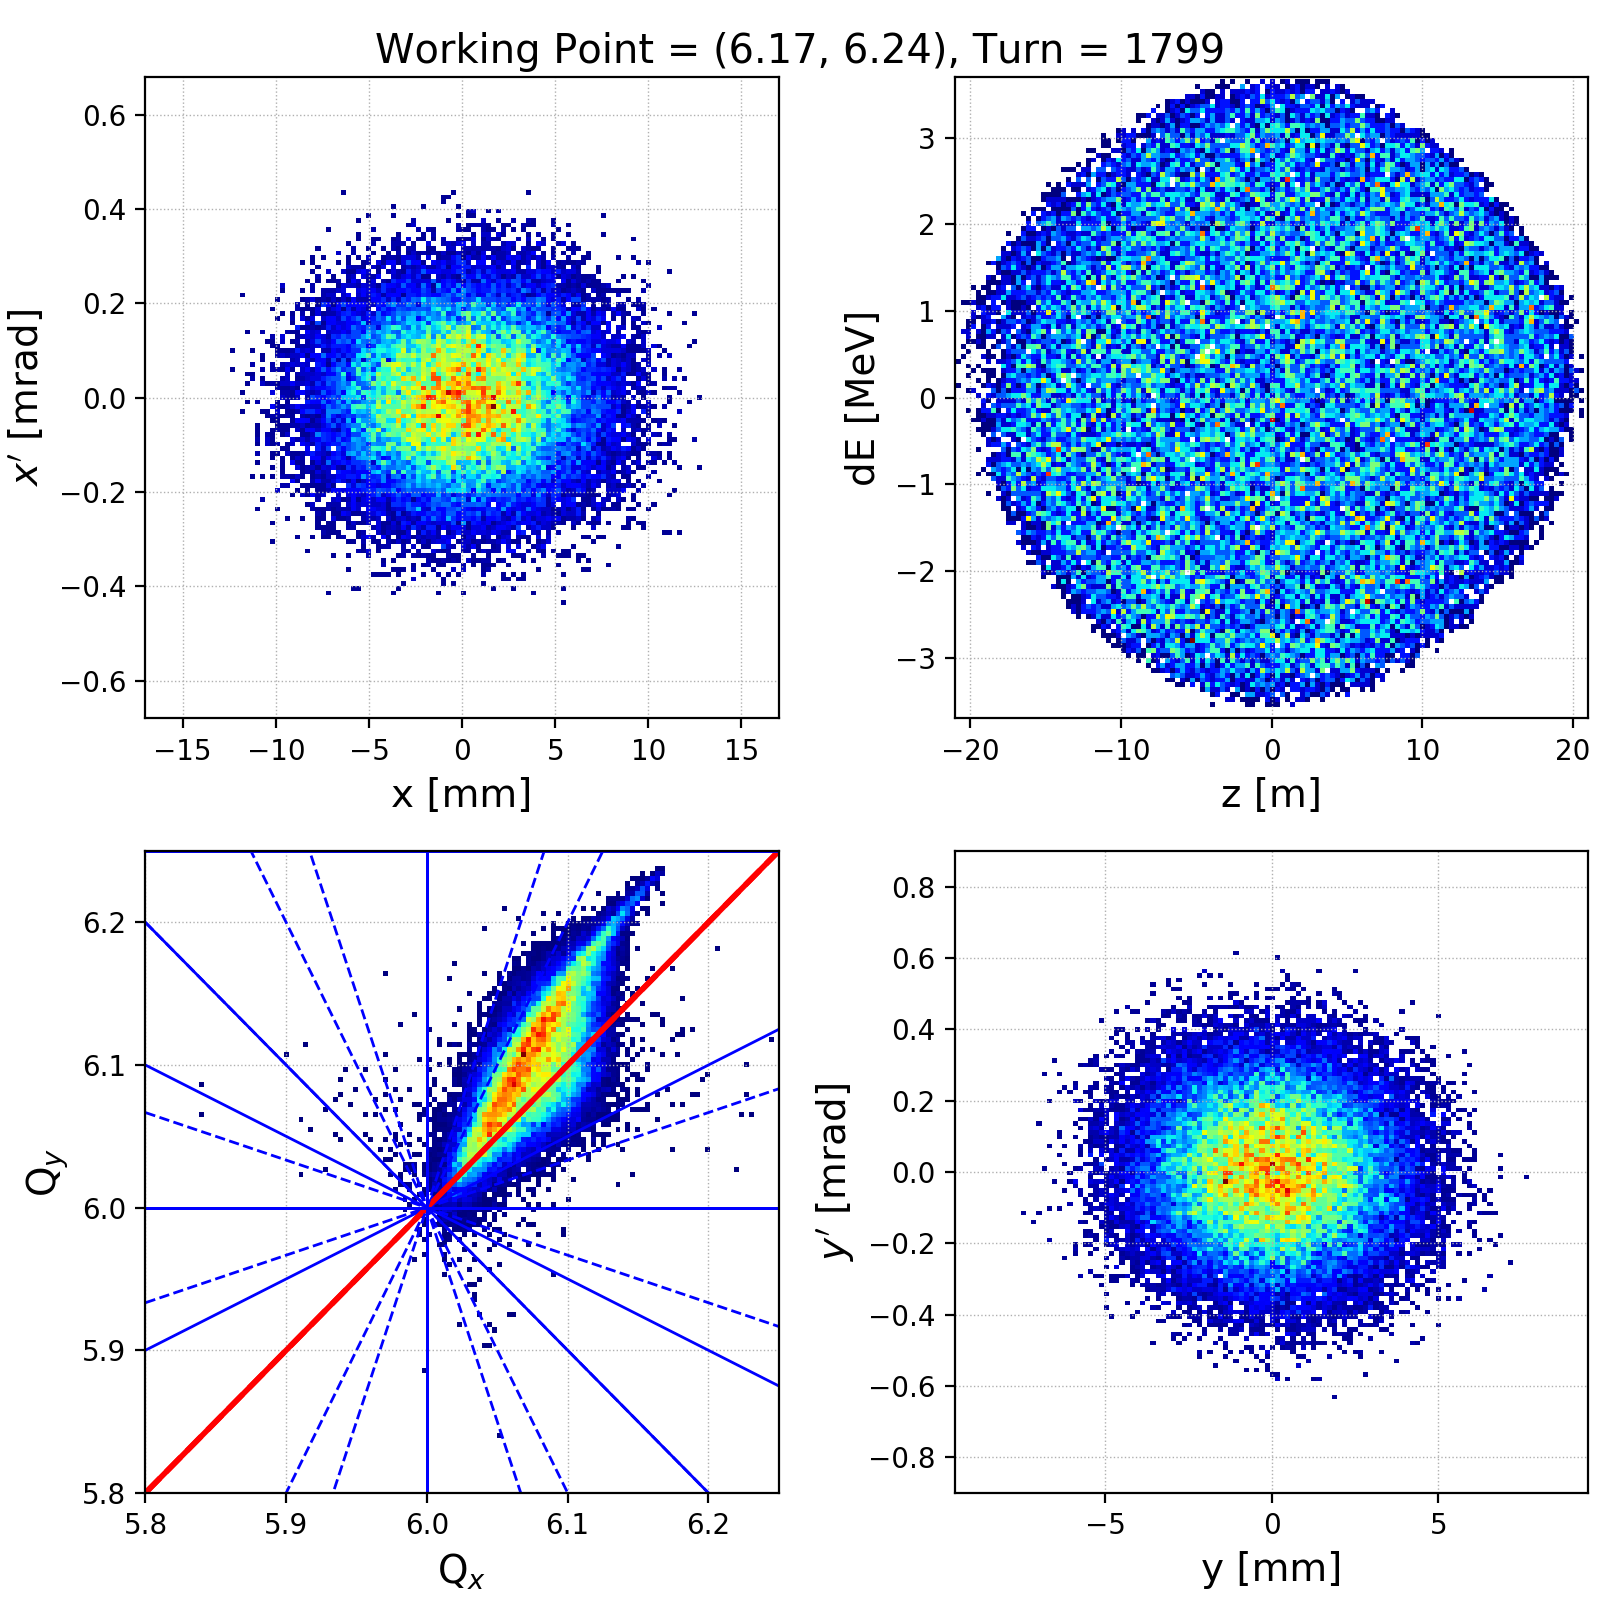 Working Point = (6.17, 6.24), Turn = 1799
0.6
0.4
0.2
0.0
−0.2
−0.4
−0.6
x′ [mrad]
−15 −10 −5 0 5 10 15
x [mm]
3
2
1
0
−1
−2
−3
dE [MeV]
−20 −10 0 10 20
z [m]
6.2
6.1
6.0
5.9
5.8
Qy
5.8 5.9 6.0 6.1 6.2
Qx
0.8
0.6
0.4
0.2
0.0
−0.2
−0.4
−0.6
−0.8
y′ [mrad]
−5 0 5
y [mm]